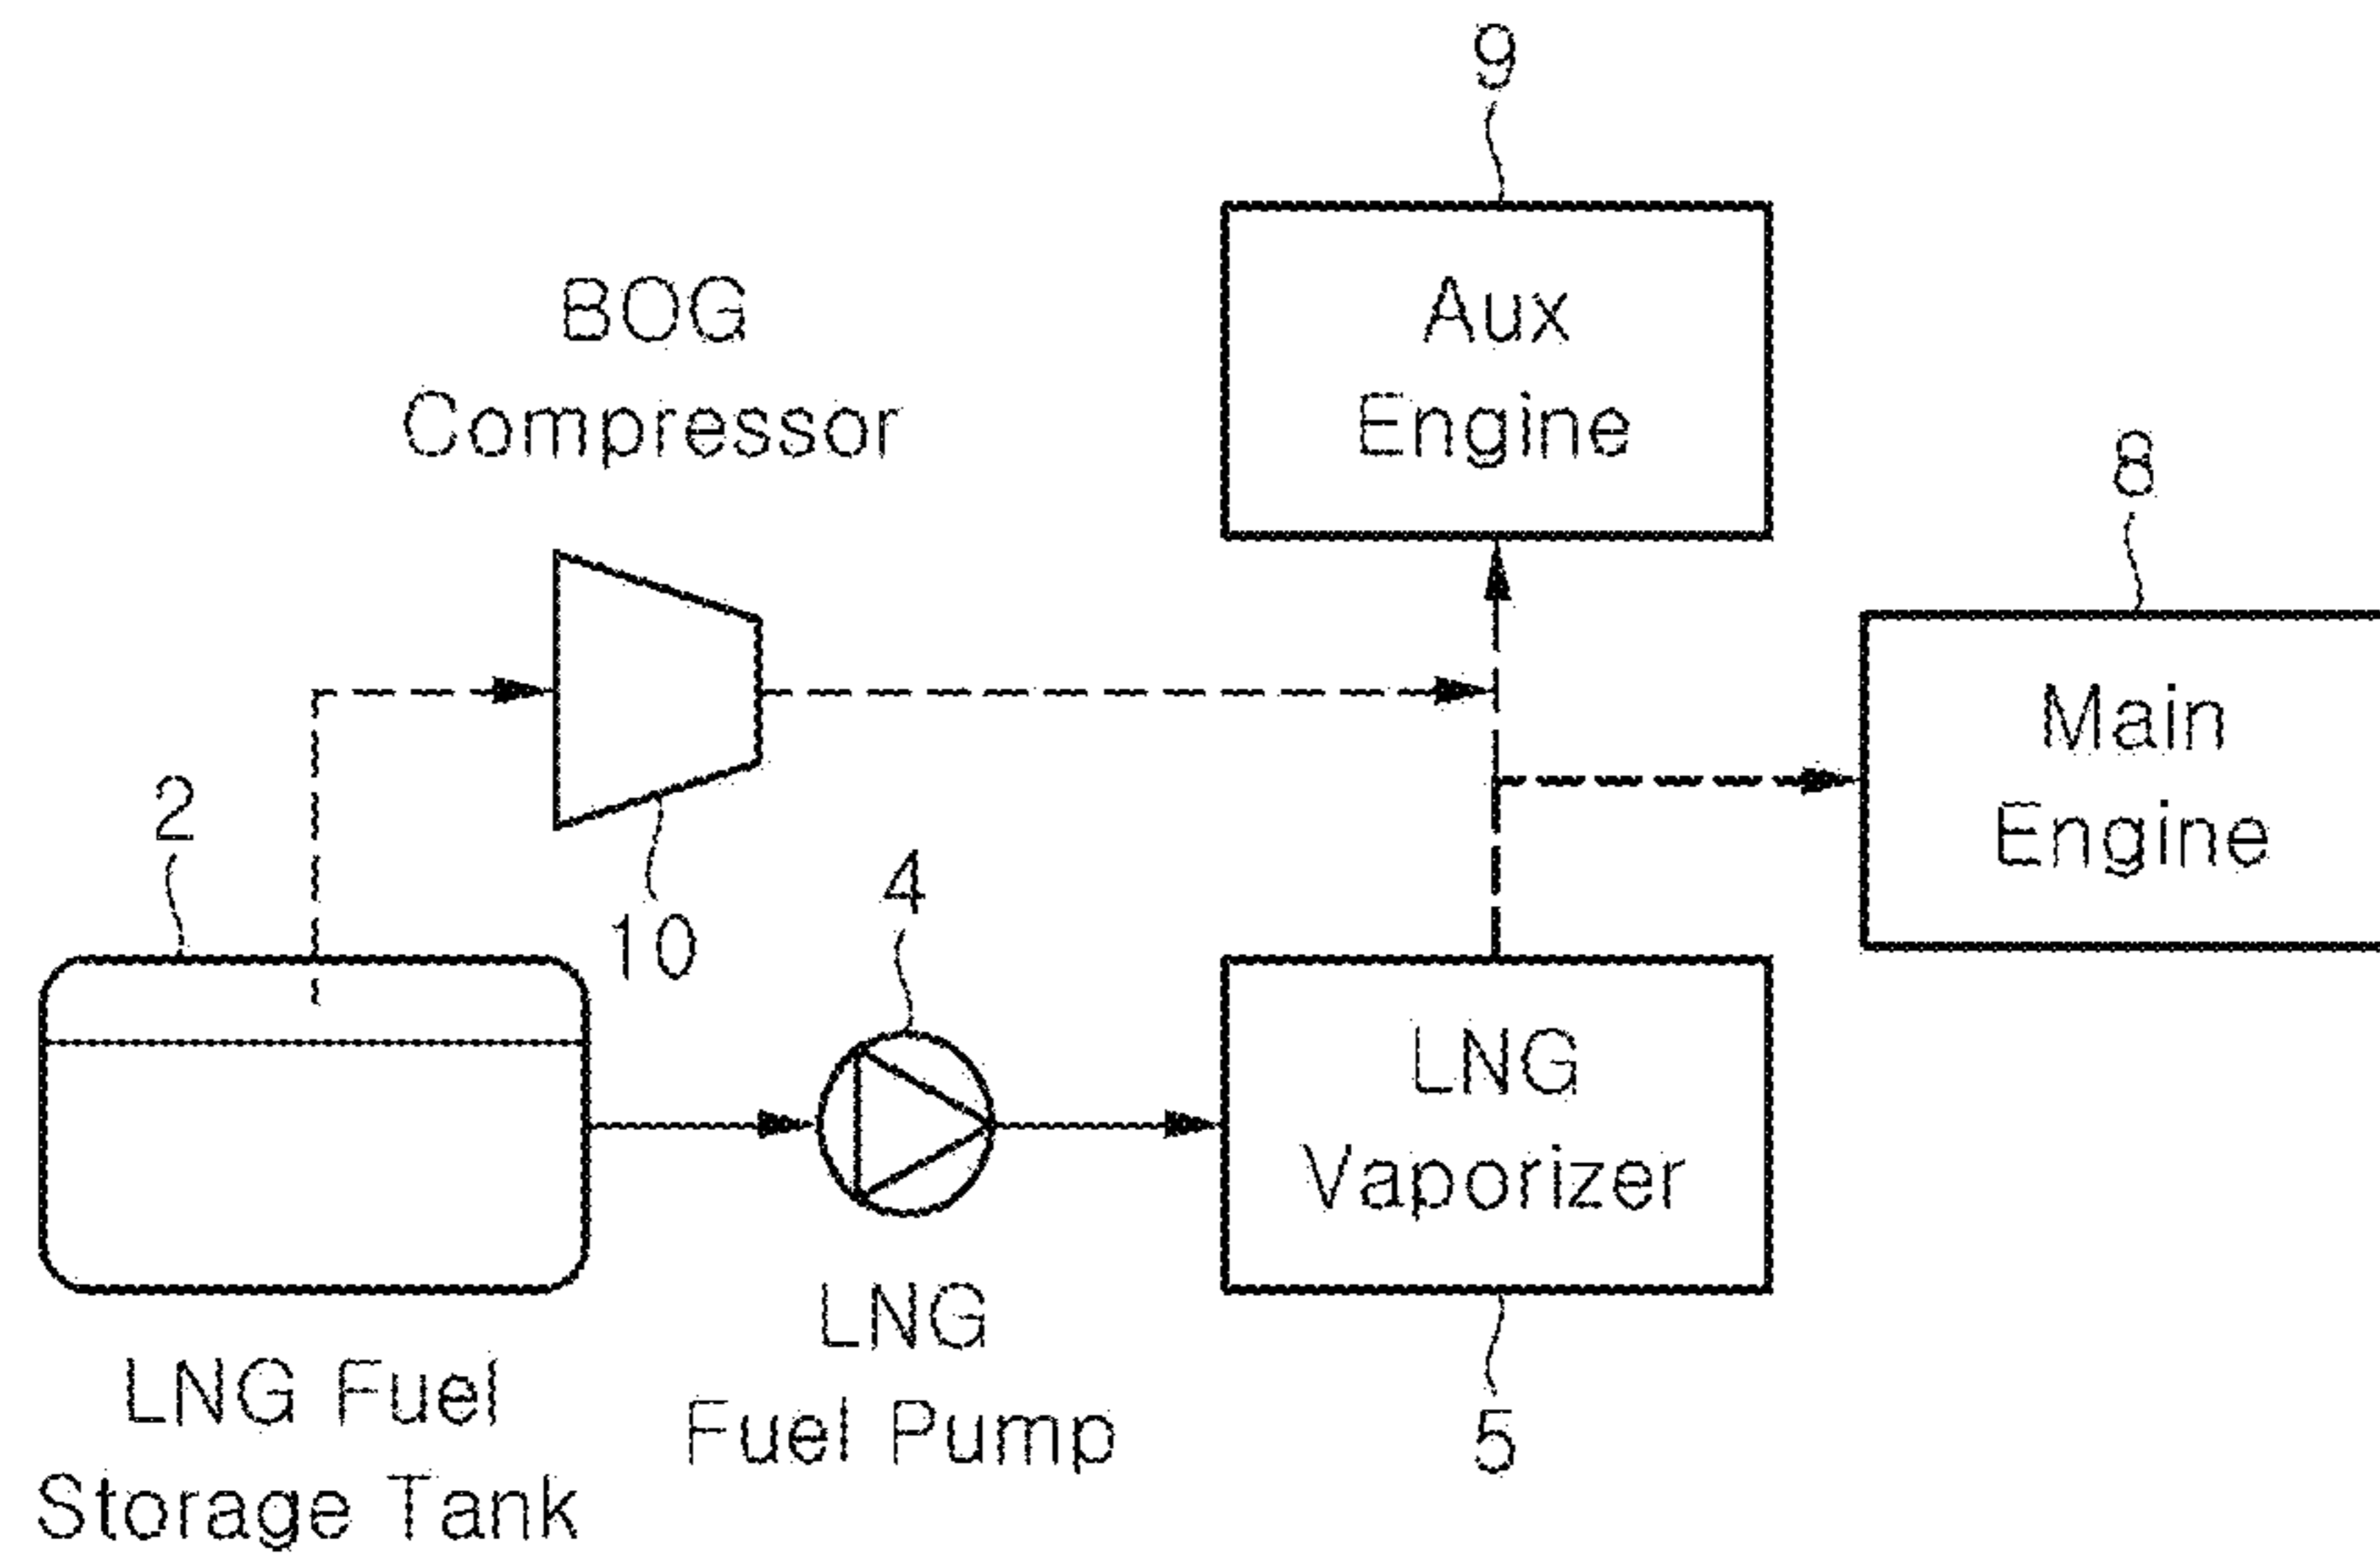 9
BOG
Compressor
Aux
Engine
8
Main
Engine
2
4
10
LNG
Vaporizer
LNG
Fuel Pump
LNG Fuel
Storage Tank
5